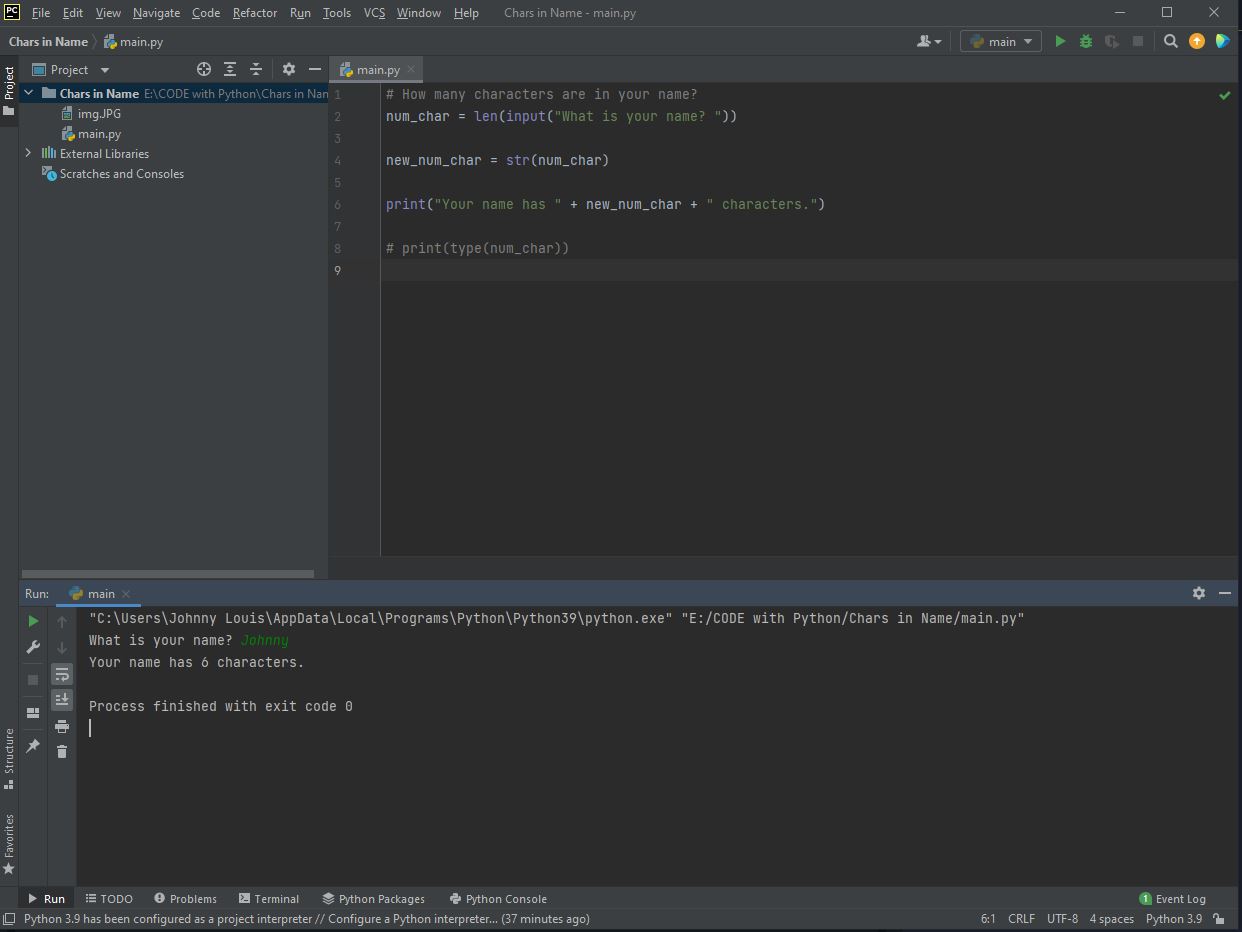 PC File Edit View Navigate Code Refactor Run Tools VCS Window Help Chars in Name - main.py
Chars in Name main.py main
Project main.py
Project
Chars in Name E:\CODE with Python\Chars in Nan
img.JPG
main.py
External Libraries
Scratches and Consoles
1 # How many characters are in your name?
2 num_char = len(input("What is your name? "))
3
4 new_num_char = str(num_char)
5
6 print("Your name has " + new_num_char + " characters.")
7
8 # print(type(num_char))
9
Run: main
"C:\Users\Johnny Louis\AppData\Local\Programs\Python\Python39\python.exe" "E:/CODE with Python/Chars in Name/main.py"
What is your name? Johnny
Your name has 6 characters.
Process finished with exit code 0
Structure
Favorites
Run TODO Problems Terminal Python Packages Python Console 1 Event Log
Python 3.9 has been configured as a project interpreter // Configure a Python interpreter... (37 minutes ago) 6:1 CRLF UTF-8 4 spaces Python 3.9